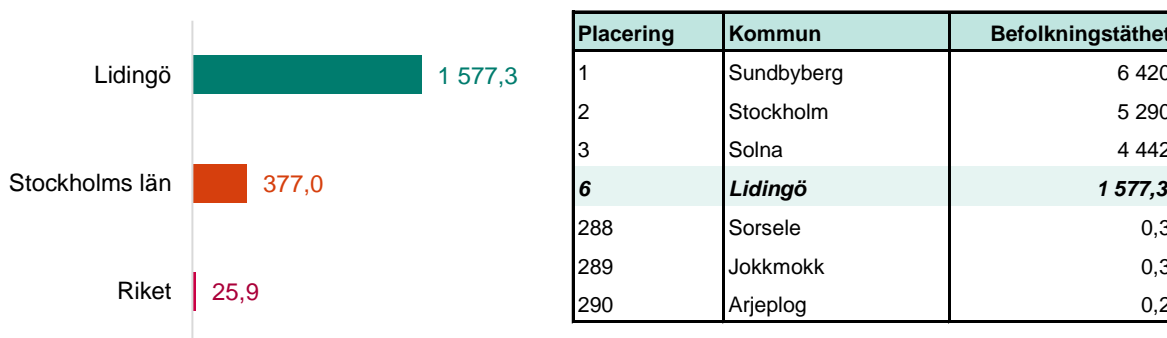 Lidingö 1 577,3
Stockholms län 377,0
Riket 25,9
Placering Kommun Befolkningstäthet
1 Sundbyberg 6 420
2 Stockholm 5 290
3 Solna 4 442
6 Lidingö 1 577,3
288 Sorsele 0,3
289 Jokkmokk 0,3
290 Arjeplog 0,2